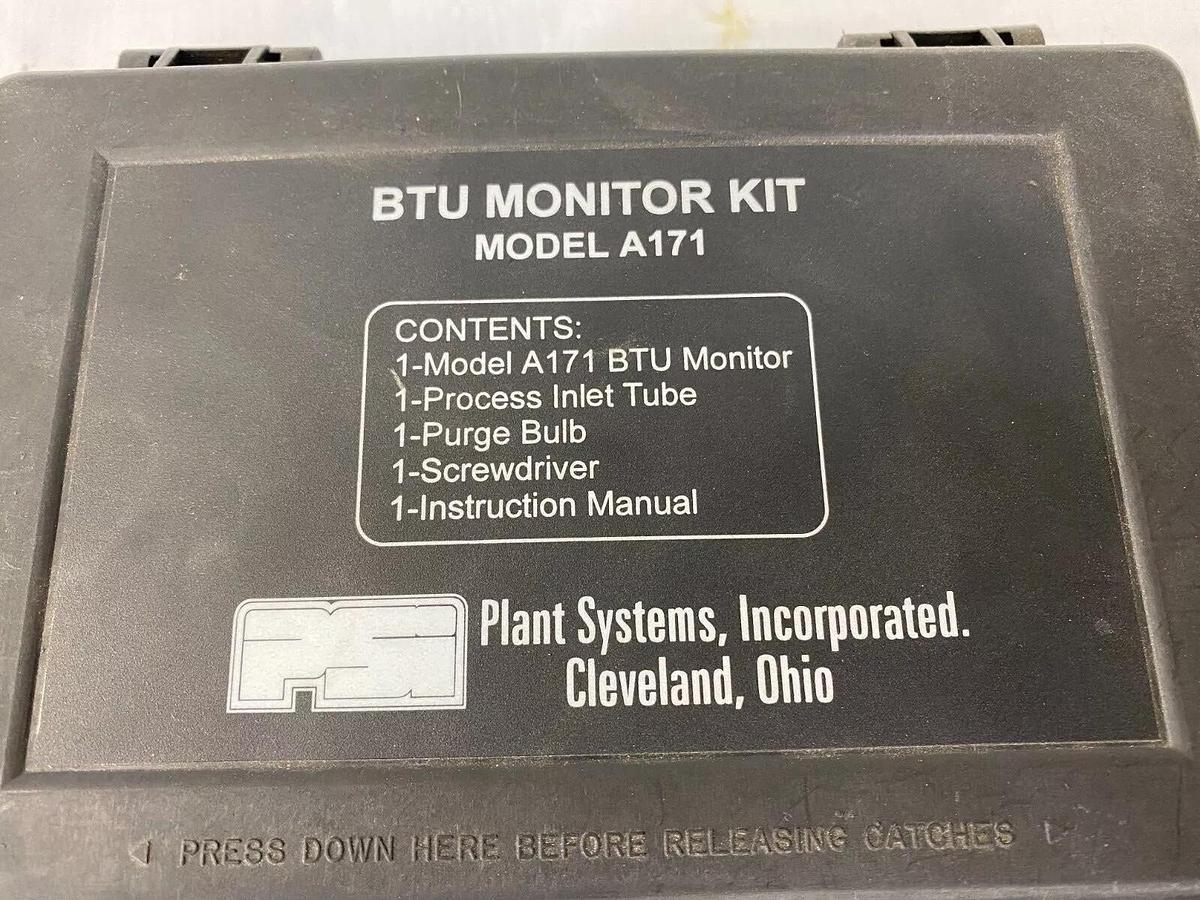 BTU MONITOR KIT
MODEL A171
CONTENTS:
1-Model A171 BTU Monitor
1-Process Inlet Tube
1-Purge Bulb
1-Screwdriver
1-Instruction Manual
PSI
Plant Systems, Incorporated.
Cleveland, Ohio
PRESS DOWN HERE BEFORE RELEASING CATCHES